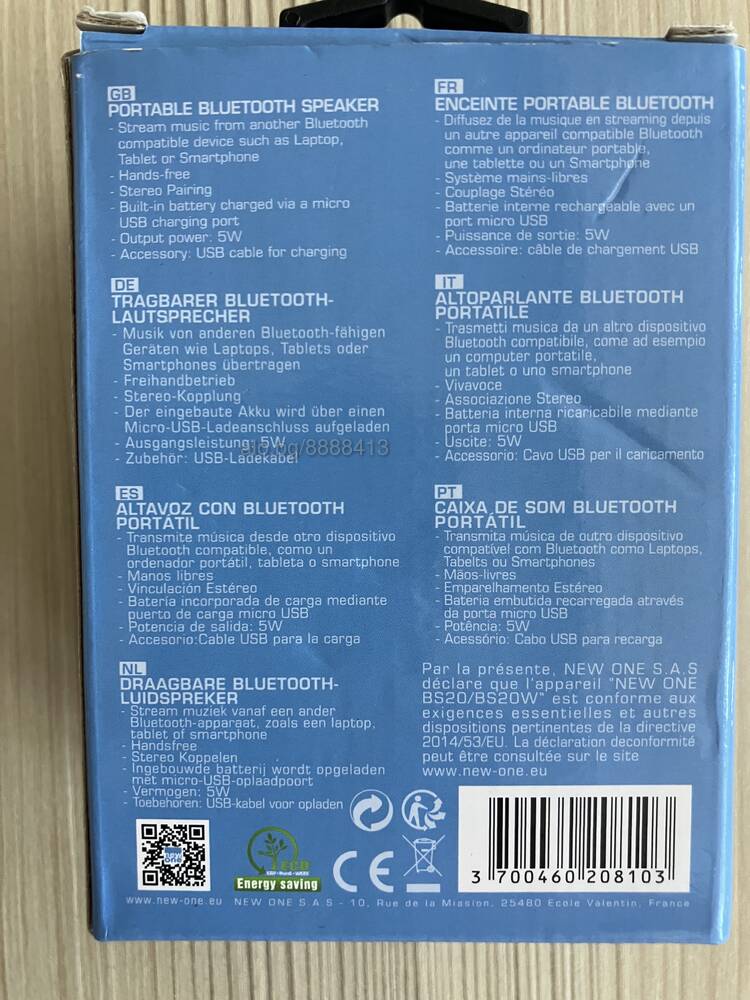 GB
PORTABLE BLUETOOTH SPEAKER
- Stream music from another Bluetooth
compatible device such as Laptop,
Tablet or Smartphone
- Hands-free
- Stereo Pairing
- Built-in battery charged via a micro
USB charging port
- Output power: 5W
- Accessory: USB cable for charging
FR
ENCEINTE PORTABLE BLUETOOTH
- Diffusez de la musique en streaming depuis
un autre appareil compatible Bluetooth
comme un ordinateur portable,
une tablette ou un Smartphone
- Système mains-libres
- Couplage Stéréo
- Batterie interne rechargeable avec un
port micro USB
- Puissance de sortie: 5W
- Accessoire: câble de chargement USB
DE
TRAGBARER BLUETOOTH-
LAUTSPRECHER
- Musik von anderen Bluetooth-fähigen
Geräten wie Laptops, Tablets oder
Smartphones übertragen
- Freihandbetrieb
- Stereo-Kopplung
- Der eingebaute Akku wird über einen
Micro-USB-Ladeanschluss aufgeladen
- Ausgangsleistung: 5W
- Zubehör: USB-Ladekabel
alo.bg/8888413
IT
ALTOPARLANTE BLUETOOTH
PORTATILE
- Trasmetti musica da un altro dispositivo
Bluetooth compatibile, come ad esempio
un computer portatile,
un tablet o uno smartphone
- Vivavoce
- Associazione Stereo
- Batteria interna ricaricabile mediante
porta micro USB
- Uscite: 5W
- Accessorio: Cavo USB per il caricamento
ES
ALTAVOZ CON BLUETOOTH
PORTÁTIL
- Transmite música desde otro dispositivo
Bluetooth compatible, como un
ordenador portátil, tableta o smartphone
- Manos libres
- Vinculación Estéreo
- Batería incorporada de carga mediante
puerto de carga micro USB
- Potencia de salida: 5W
- Accesorio:Cable USB para la carga
PT
CAIXA DE SOM BLUETOOTH
PORTÁTIL
- Transmita música de outro dispositivo
compatível com Bluetooth como Laptops,
Tabelts ou Smartphones
- Mãos-livres
- Emparelhamento Estéreo
- Bateria embutida recarregada através
da porta micro USB
- Potência: 5W
- Acessório: Cabo USB para recarga
NL
DRAAGBARE BLUETOOTH-
LUIDSPREKER
- Stream muziek vanaf een ander
Bluetooth-apparaat, zoals een laptop,
tablet of smartphone
- Handsfree
- Stereo Koppelen
- Ingebouwde batterij wordt opgeladen
met micro-USB-oplaadpoort
- Vermogen: 5W
- Toebehoren: USB-kabel voor opladen
Par la présente, NEW ONE S.A.S
déclare que l'appareil "NEW ONE
BS20/BS20W" est conforme aux
exigences essentielles et autres
dispositions pertinentes de la directive
2014/53/EU. La déclaration deconformité
peut être consultée sur le site
www.new-one.eu
new
one
ECO
Energy saving
CE
3 700460 208103
www.new-one.eu NEW ONE S.A.S - 10, Rue de la Mission, 25480 Ecole Valentin, France